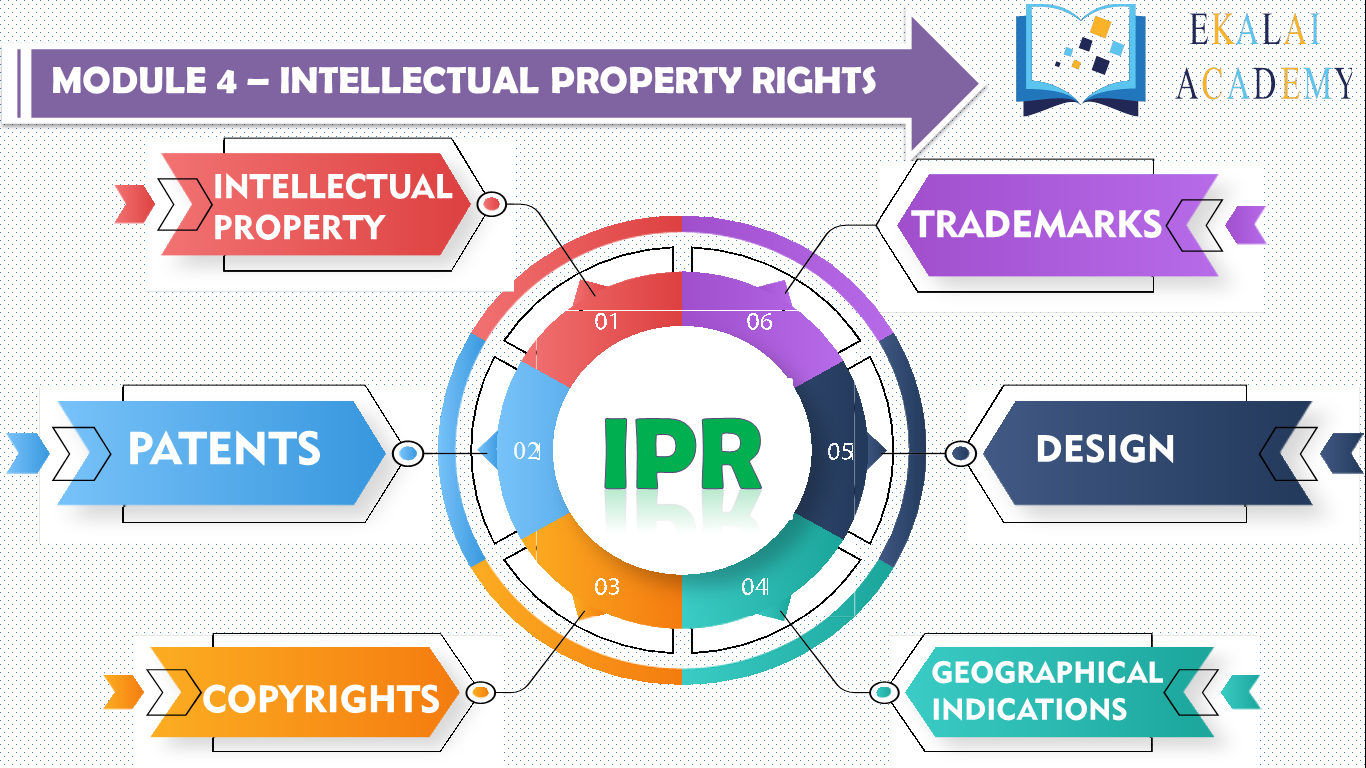 MODULE 4 – INTELLECTUAL PROPERTY RIGHTS
EKALAI
ACADEMY
INTELLECTUAL
PROPERTY
TRADEMARKS
01
06
PATENTS
02
IPR
05
DESIGN
03
04
COPYRIGHTS
GEOGRAPHICAL
INDICATIONS